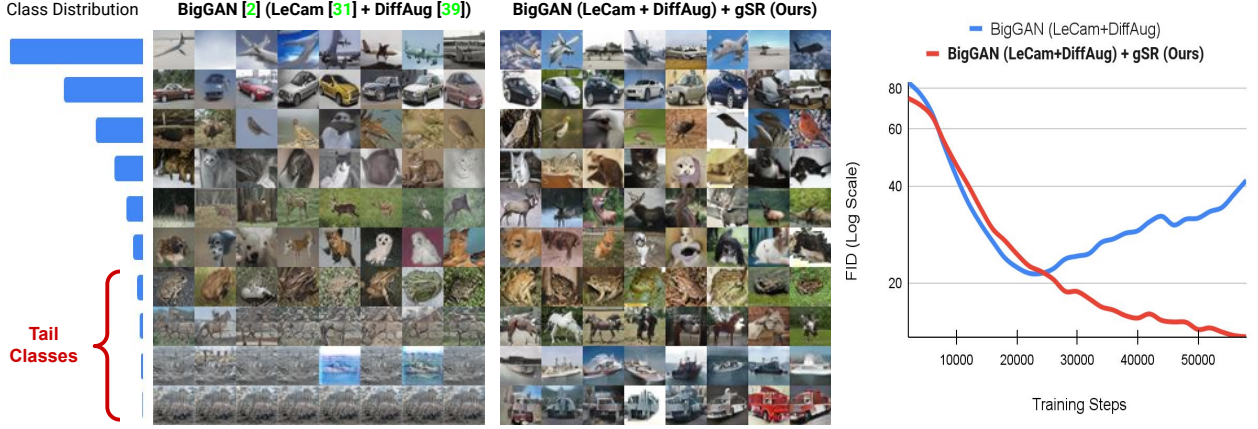 Class Distribution
BigGAN [2] (LeCam [31] + DiffAug [39])
BigGAN (LeCam + DiffAug) + gSR (Ours)
Tail
Classes
BigGAN (LeCam+DiffAug)
BigGAN (LeCam+DiffAug) + gSR (Ours)
FID (Log Scale)
80
60
40
20
10000 20000 30000 40000 50000
Training Steps